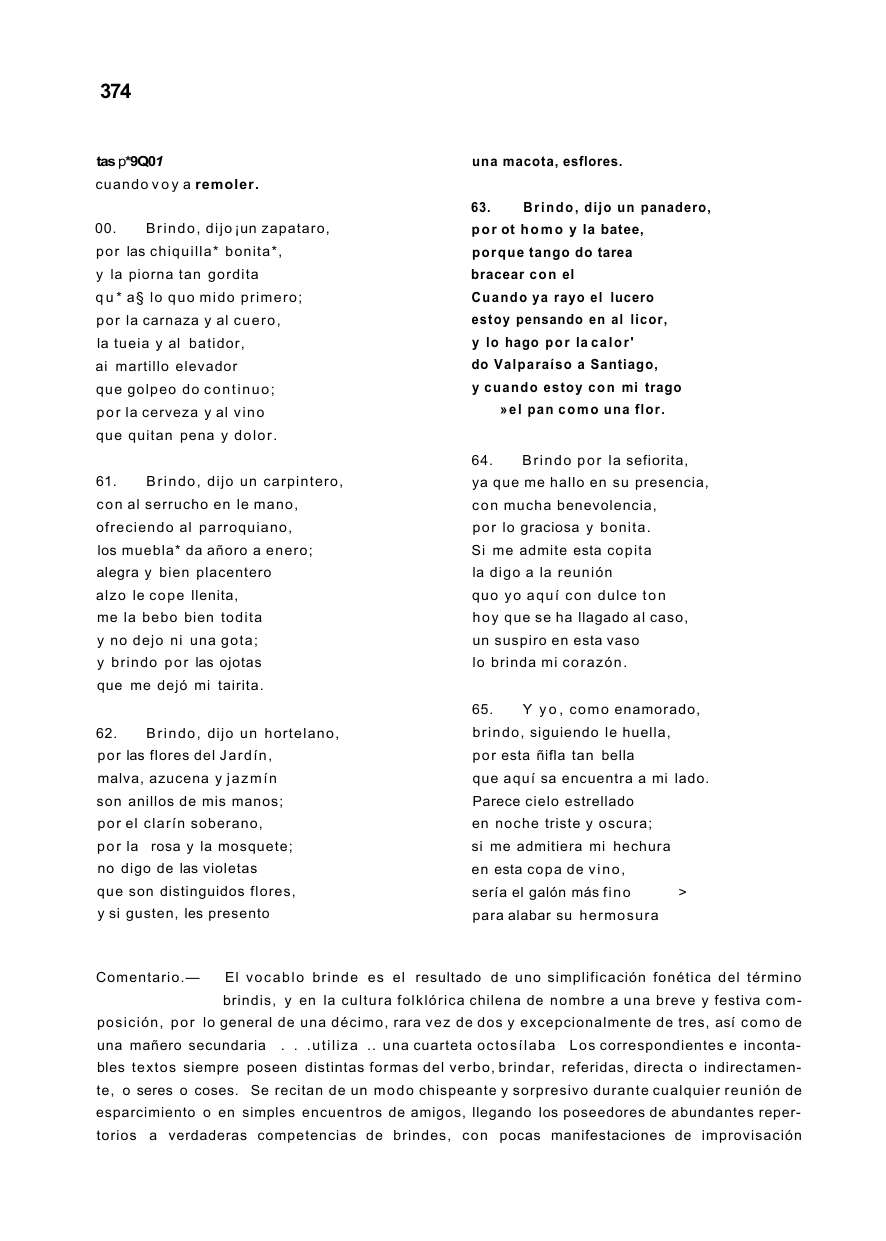 374
tas p*9Q01
cuando voy a remoler.
00. Brindo, dijo ¡un zapataro,
por las chiquilla* bonita*,
y la piorna tan gordita
qu* a§ lo quo mido primero;
por la carnaza y al cuero,
la tueia y al batidor,
ai martillo elevador
que golpeo do continuo;
por la cerveza y al vino
que quitan pena y dolor.
61. Brindo, dijo un carpintero,
con al serrucho en le mano,
ofreciendo al parroquiano,
los muebla* da añoro a enero;
alegra y bien placentero
alzo le cope llenita,
me la bebo bien todita
y no dejo ni una gota;
y brindo por las ojotas
que me dejó mi tairita.
62. Brindo, dijo un hortelano,
por las flores del Jardín,
malva, azucena y jazmín
son anillos de mis manos;
por el clarín soberano,
por la rosa y la mosquete;
no digo de las violetas
que son distinguidos flores,
y si gusten, les presento
una macota, esflores.
63. Brindo, dijo un panadero,
por ot homo y la batee,
porque tango do tarea
bracear con el
Cuando ya rayo el lucero
estoy pensando en al licor,
y lo hago por la calor'
do Valparaíso a Santiago,
y cuando estoy con mi trago
»el pan como una flor.
64. Brindo por la sefiorita,
ya que me hallo en su presencia,
con mucha benevolencia,
por lo graciosa y bonita.
Si me admite esta copita
la digo a la reunión
quo yo aquí con dulce ton
hoy que se ha llagado al caso,
un suspiro en esta vaso
lo brinda mi corazón.
65. Y yo, como enamorado,
brindo, siguiendo le huella,
por esta ñifla tan bella
que aquí sa encuentra a mi lado.
Parece cielo estrellado
en noche triste y oscura;
si me admitiera mi hechura
en esta copa de vino,
sería el galón más fino >
para alabar su hermosura
Comentario.— El vocablo brinde es el resultado de uno simplificación fonética del término
brindis, y en la cultura folklórica chilena de nombre a una breve y festiva com-
posición, por lo general de una décimo, rara vez de dos y excepcionalmente de tres, así como de
una mañero secundaria . . .utiliza .. una cuarteta octosílaba Los correspondientes e inconta-
bles textos siempre poseen distintas formas del verbo, brindar, referidas, directa o indirectamen-
te, o seres o coses. Se recitan de un modo chispeante y sorpresivo durante cualquier reunión de
esparcimiento o en simples encuentros de amigos, llegando los poseedores de abundantes reper-
torios a verdaderas competencias de brindes, con pocas manifestaciones de improvisación